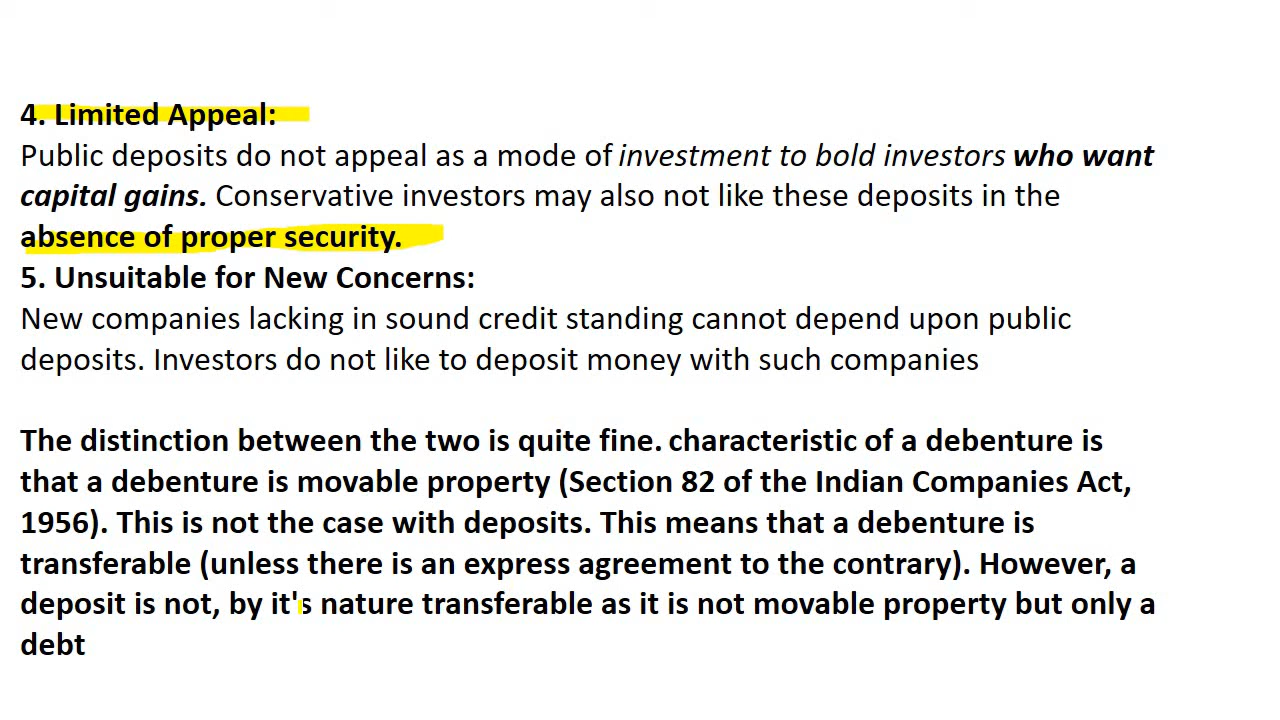 4. Limited Appeal:
Public deposits do not appeal as a mode of investment to bold investors who want
capital gains. Conservative investors may also not like these deposits in the
absence of proper security.
5. Unsuitable for New Concerns:
New companies lacking in sound credit standing cannot depend upon public
deposits. Investors do not like to deposit money with such companies
The distinction between the two is quite fine. characteristic of a debenture is
that a debenture is movable property (Section 82 of the Indian Companies Act,
1956). This is not the case with deposits. This means that a debenture is
transferable (unless there is an express agreement to the contrary). However, a
deposit is not, by it's nature transferable as it is not movable property but only a
debt